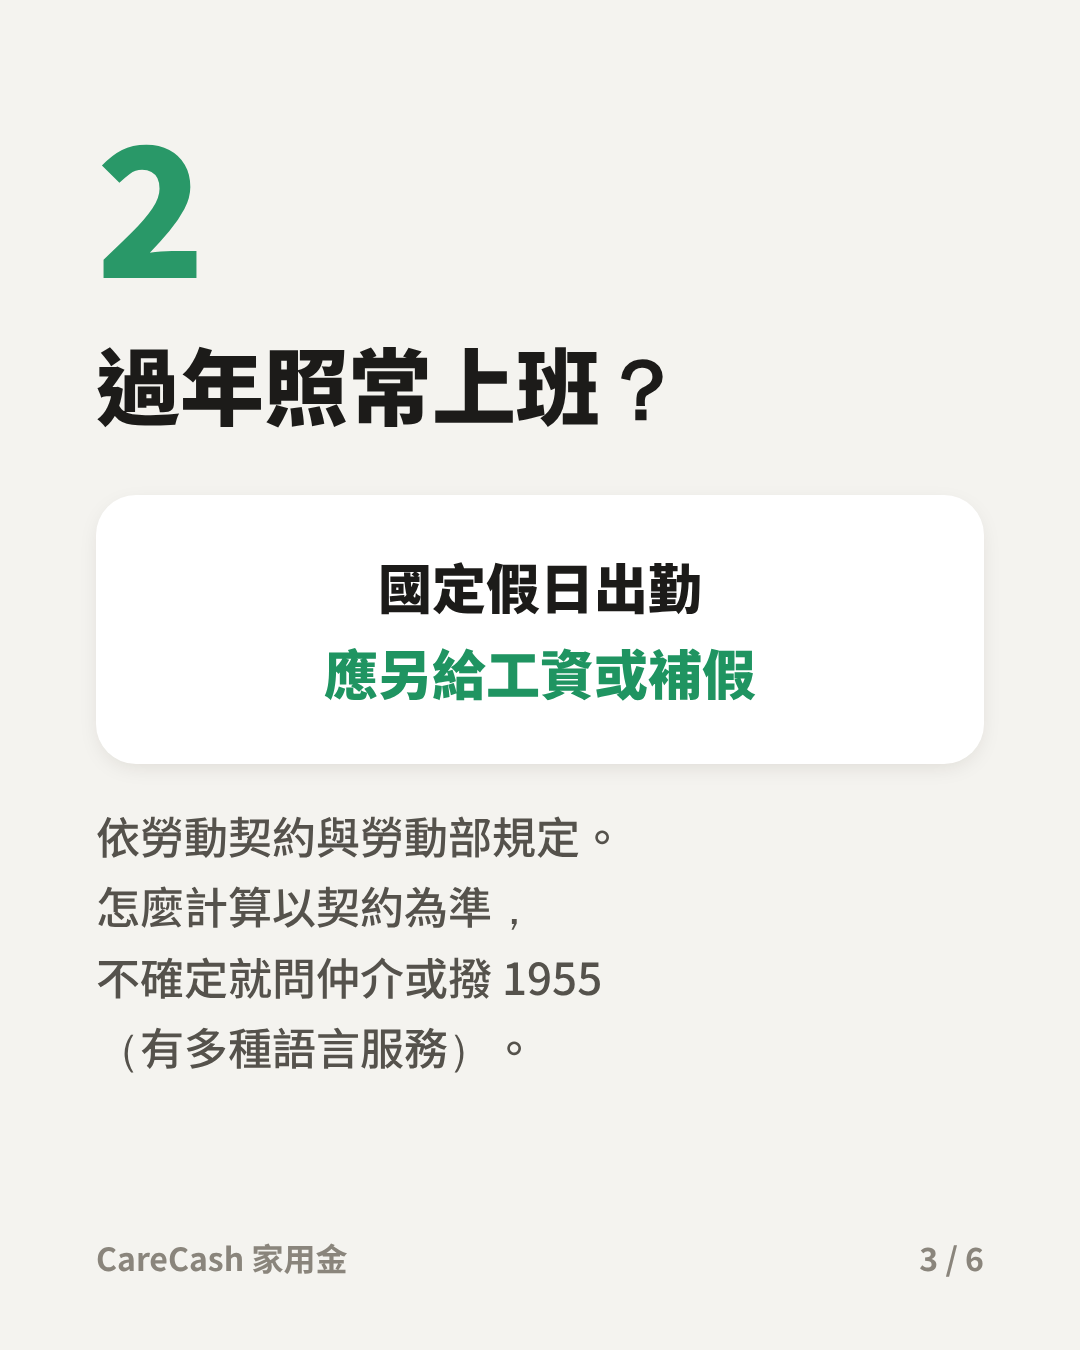 2
過年照常上班？
國定假日出勤
應另給工資或補假
依勞動契約與勞動部規定。
怎麼計算以契約為準，
不確定就問仲介或撥 1955
（有多種語言服務）。
CareCash 家用金
3 / 6